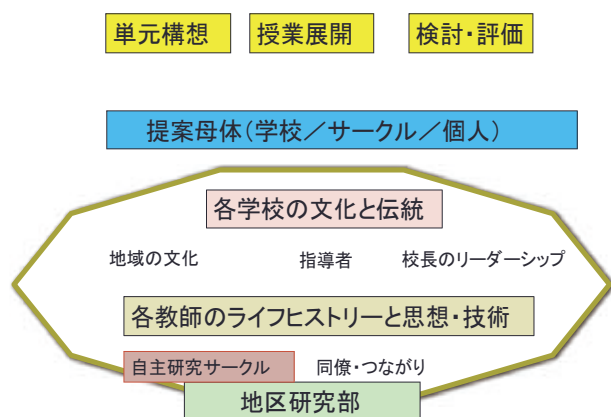 単元構想 授業展開 検討・評価
提案母体(学校／サークル／個人)
各学校の文化と伝統
地域の文化 指導者 校長のリーダーシップ
各教師のライフヒストリーと思想・技術
自主研究サークル 同僚・つながり
地区研究部